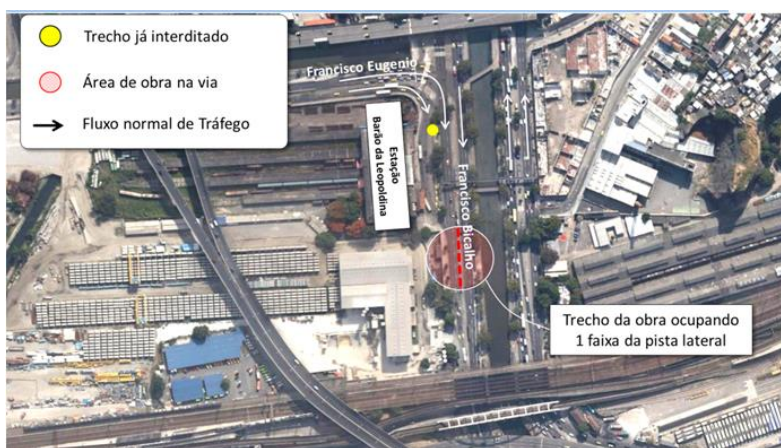 Trecho já interditado
Área de obra na via
Fluxo normal de Tráfego
Francisco Eugenio
Estação
Barão da Leopoldina
Francisco Bicalho
Trecho da obra ocupando
1 faixa da pista lateral